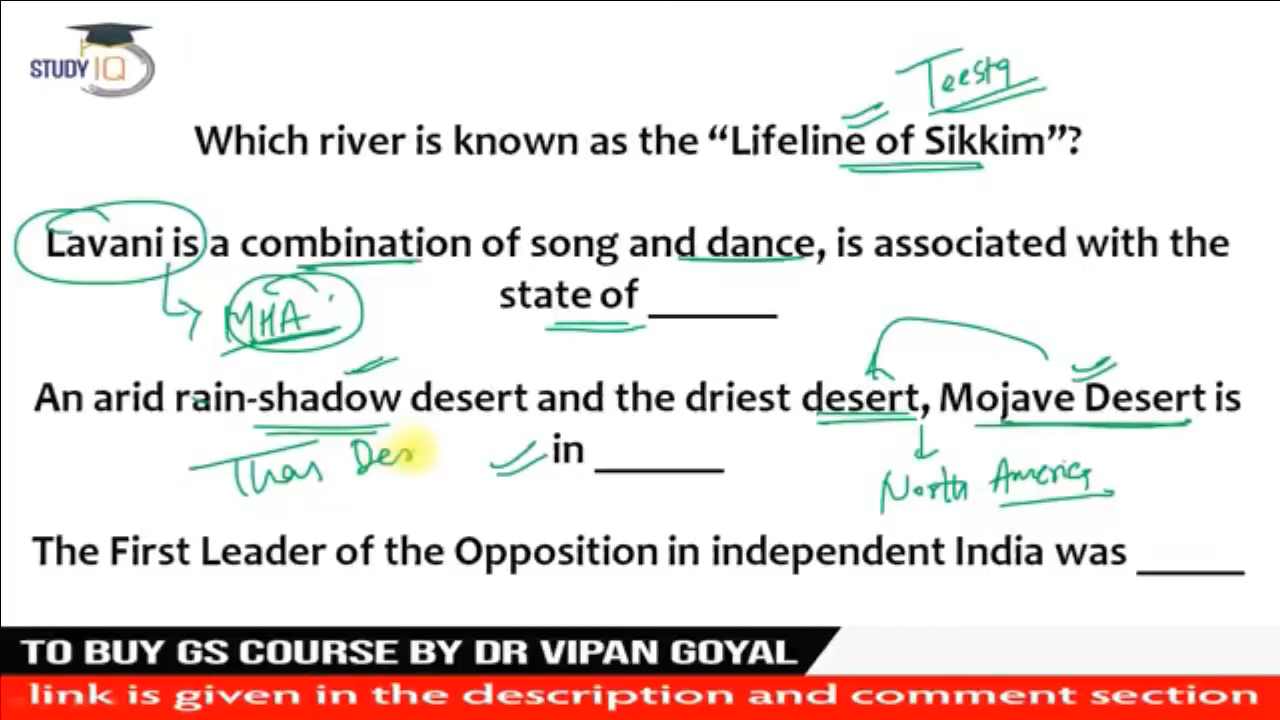 STUDY IQ
Teesta
Which river is known as the “Lifeline of Sikkim”?
Lavani is a combination of song and dance, is associated with the
state of ______
MHA
An arid rain-shadow desert and the driest desert, Mojave Desert is
in ______
Thar Des
North America
The First Leader of the Opposition in independent India was _____
TO BUY GS COURSE BY DR VIPAN GOYAL
link is given in the description and comment section